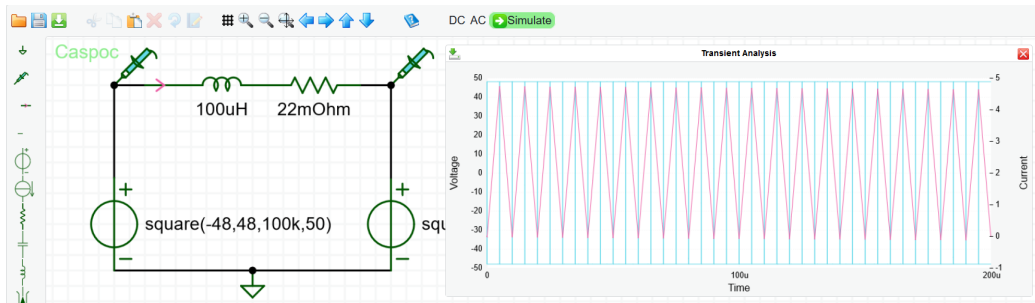 DC AC Simulate
Caspoc
100uH 22mOhm
square(-48,48,100k,50)
squ
Transient Analysis
50
40
30
20
10
0
-10
-20
-30
-40
-50
Voltage
5
4
3
2
1
0
-1
Current
0 100u 200u
Time